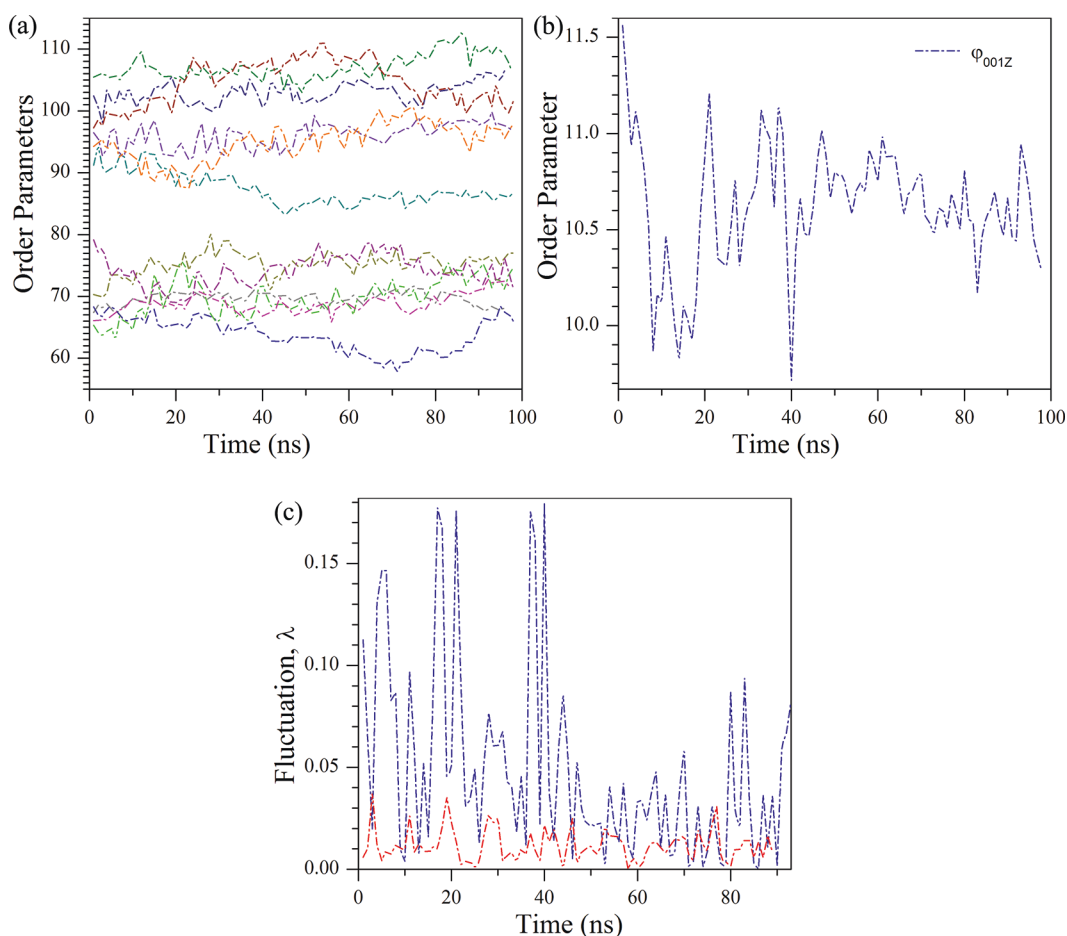 (a)
110
100
90
80
70
60
Order Parameters
0 20 40 60 80 100
Time (ns)
(b)
11.5
11.0
10.5
10.0
Order Parameter
φ001Z
0 20 40 60 80 100
Time (ns)
(c)
0.15
0.10
0.05
0.00
Fluctuation, λ
0 20 40 60 80
Time (ns)